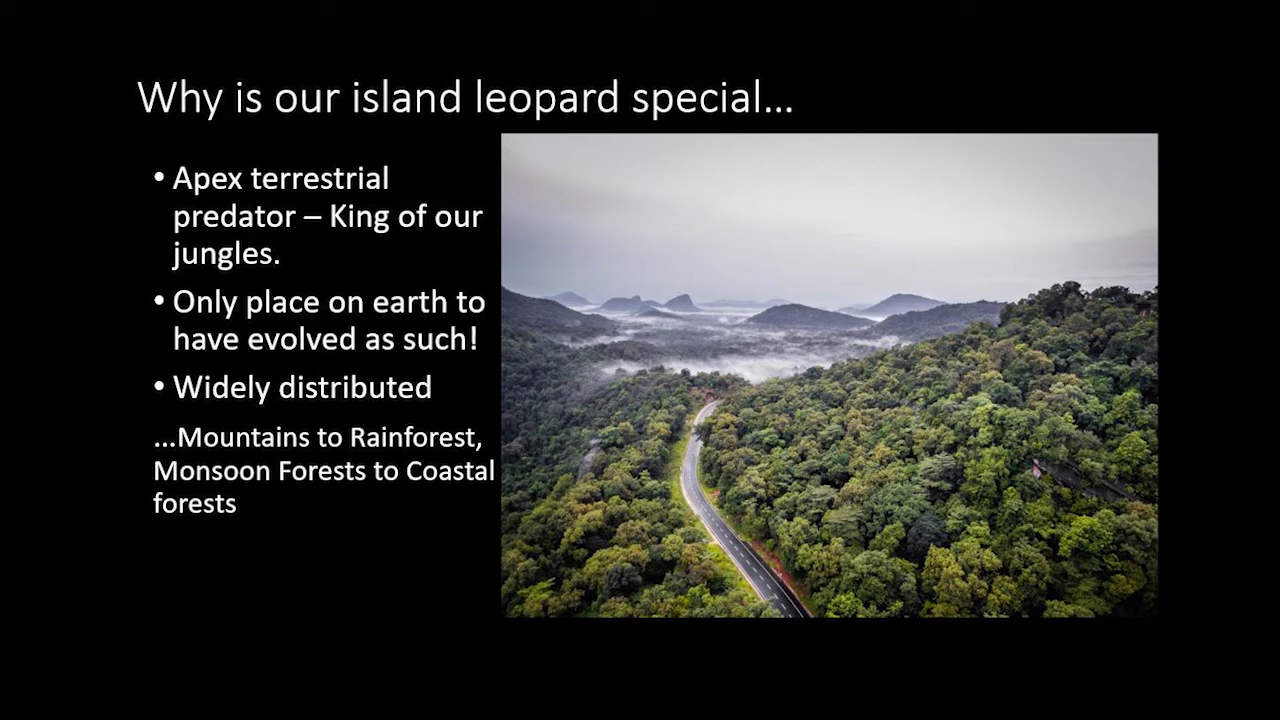 Why is our island leopard special...
• Apex terrestrial
predator – King of our
jungles.
• Only place on earth to
have evolved as such!
• Widely distributed
...Mountains to Rainforest,
Monsoon Forests to Coastal
forests